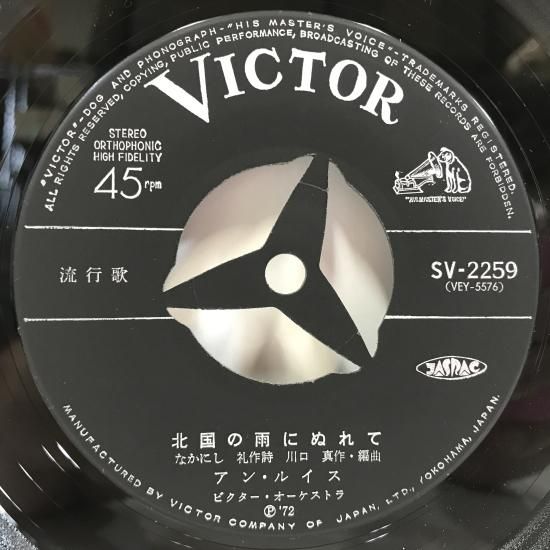 "VICTOR"-DOG AND PHONOGRAPH-"HIS MASTER'S VOICE"-TRADEMARKS REGISTERED.
ALL RIGHTS RESERVED, COPYING, PUBLIC PERFORMANCE, BROADCASTING OF THESE RECORDS ARE FORBIDDEN.
VICTOR
STEREO
ORTHOPHONIC
HIGH FIDELITY
45 rpm
"HIS MASTER'S VOICE"
流行歌
SV-2259
(VEY-5576)
JASRAC
北国の雨にぬれて
なかにし 礼作詩 川口 真作・編曲
アン・ルイス
ビクター・オーケストラ
Ⓟ'72
MANUFACTURED BY VICTOR COMPANY OF JAPAN, LTD., YOKOHAMA, JAPAN.